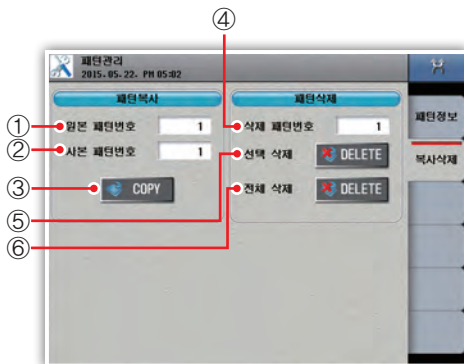 ④
패턴관리
2015. 05. 22. PM 05:02
패턴복사
패턴삭제
패턴정보
① 원본 패턴번호 1
④ 삭제 패턴번호 1
② 사본 패턴번호 1
선택 삭제 DELETE
복사삭제
③ COPY
전체 삭제 DELETE
⑤
⑥